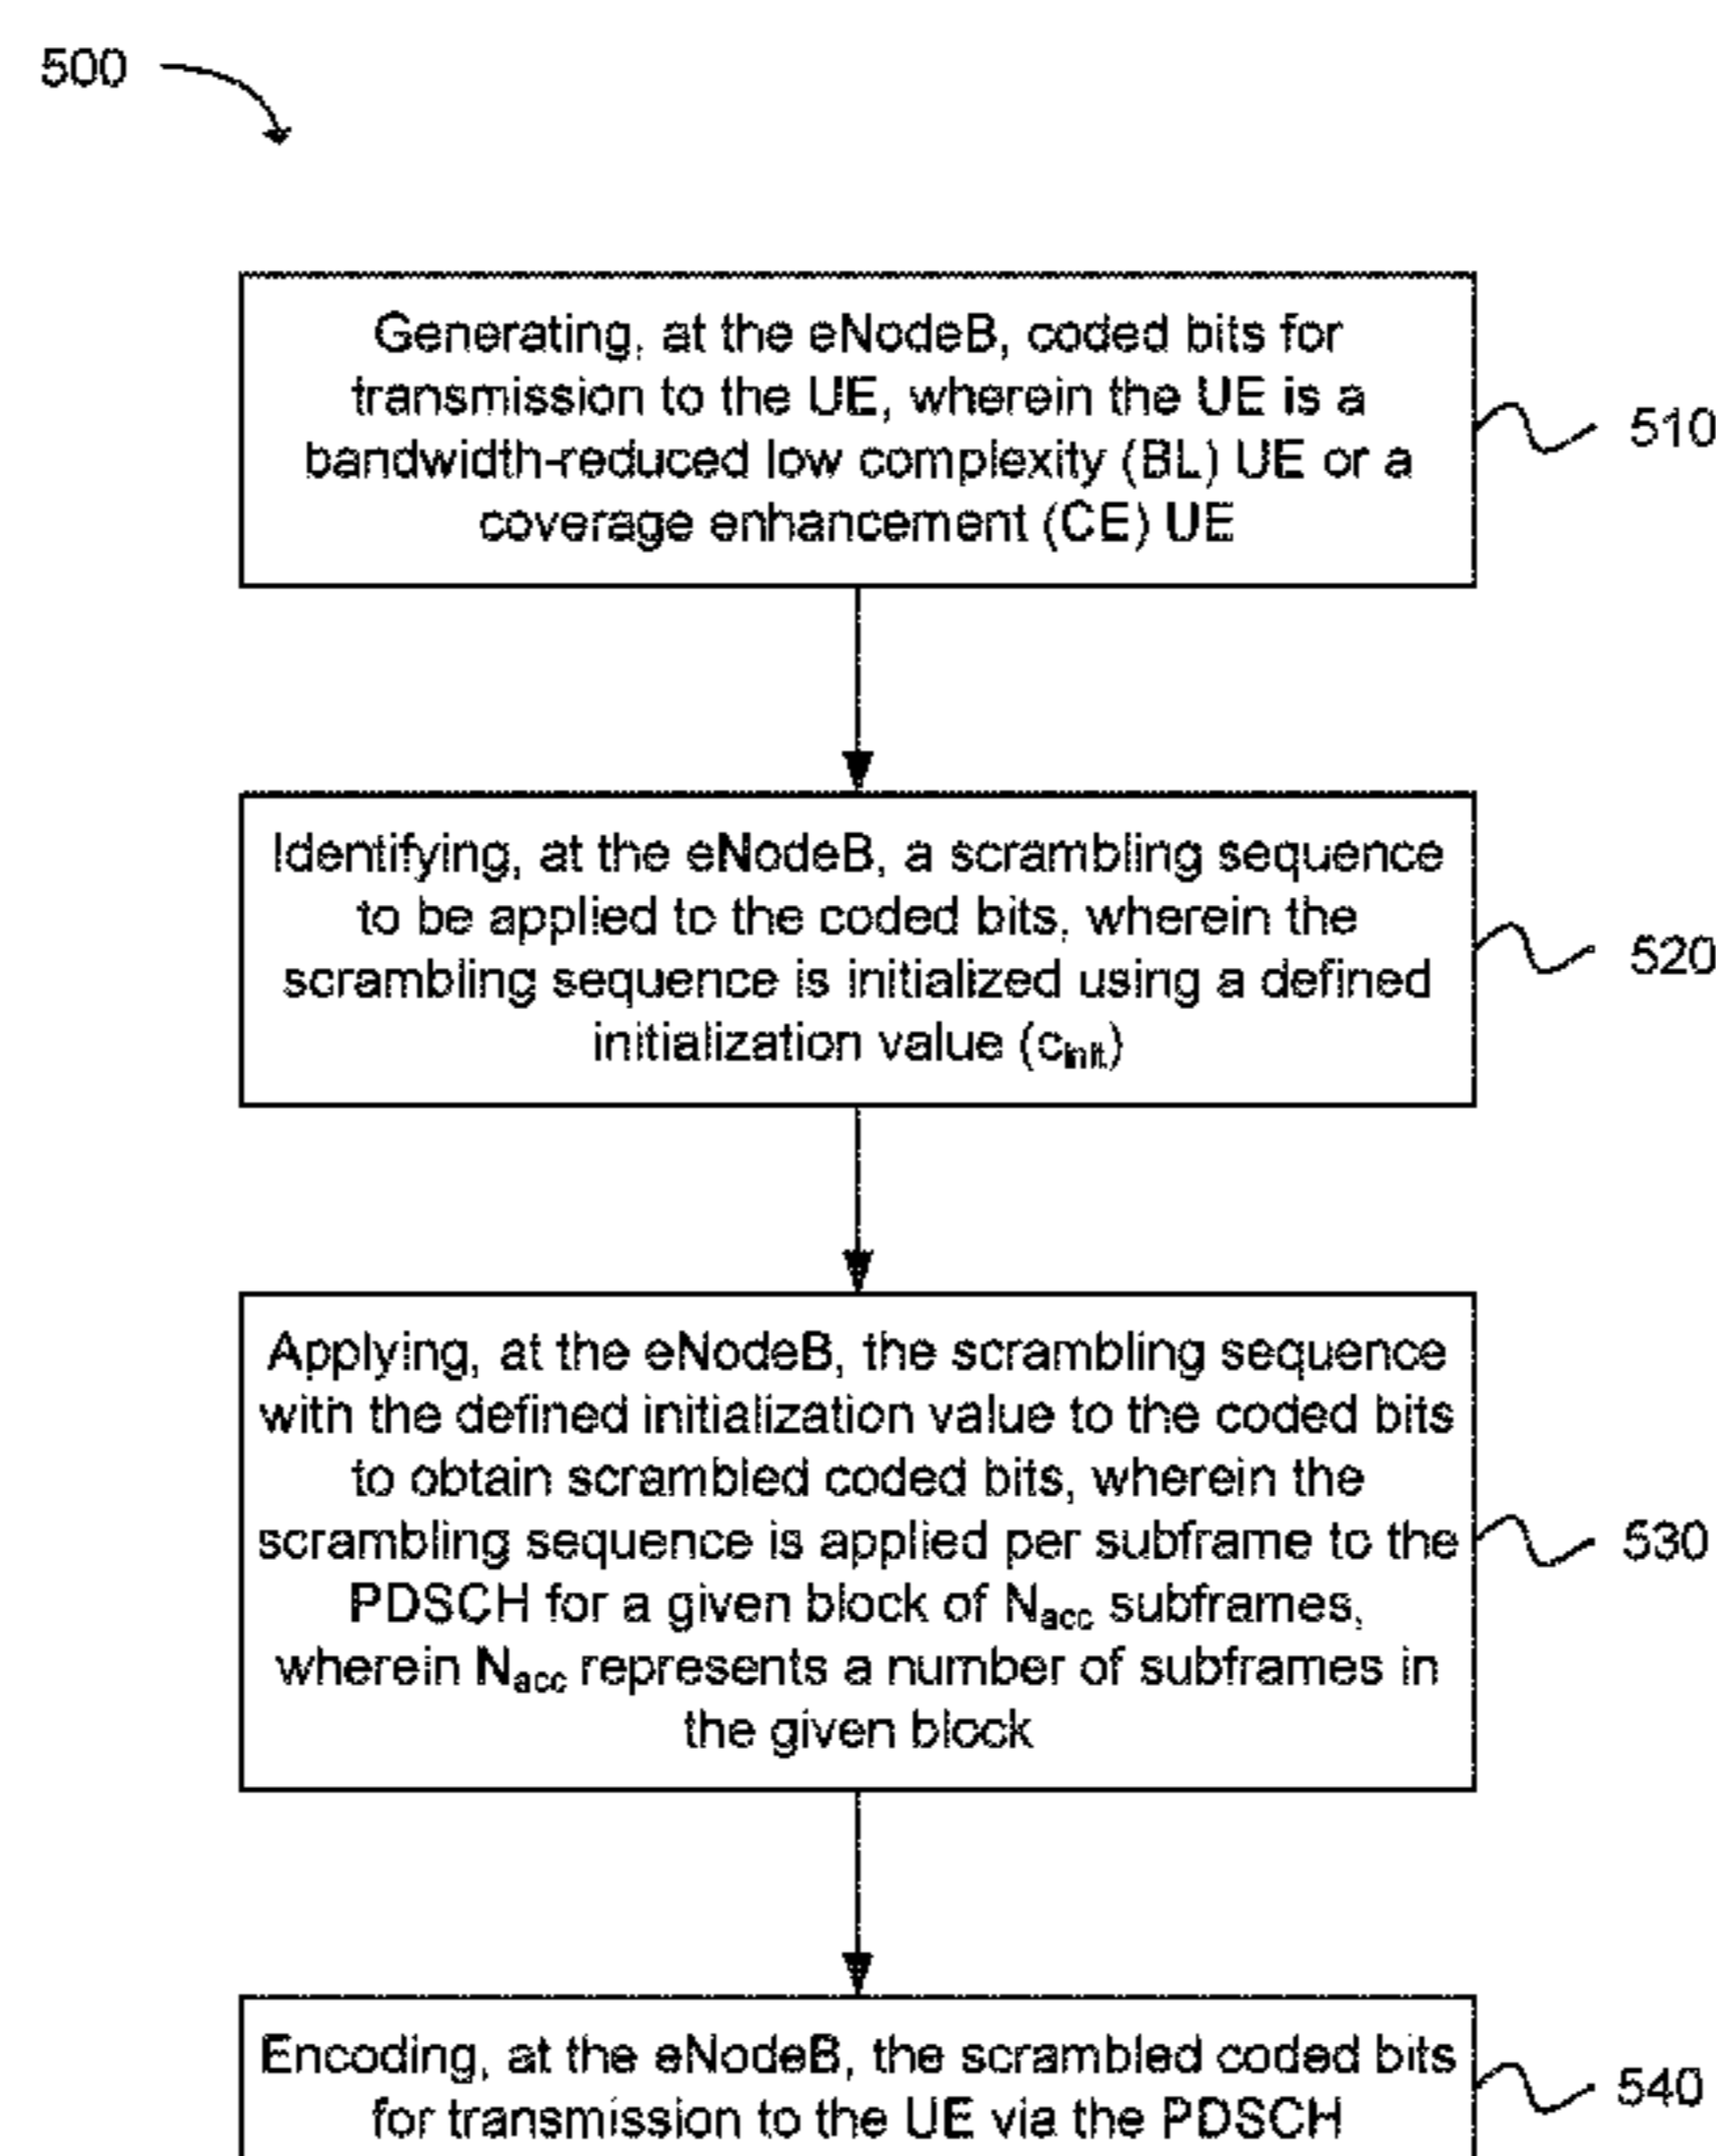 500
Generating, at the eNodeB, coded bits for
transmission to the UE, wherein the UE is a
bandwidth-reduced low complexity (BL) UE or a
coverage enhancement (CE) UE
510
Identifying, at the eNodeB, a scrambling sequence
to be applied to the coded bits, wherein the
scrambling sequence is initialized using a defined
initialization value (cinit)
520
Applying, at the eNodeB, the scrambling sequence
with the defined initialization value to the coded bits
to obtain scrambled coded bits, wherein the
scrambling sequence is applied per subframe to the
PDSCH for a given block of Nacc subframes,
wherein Nacc represents a number of subframes in
the given block
530
Encoding, at the eNodeB, the scrambled coded bits
for transmission to the UE via the PDSCH
540